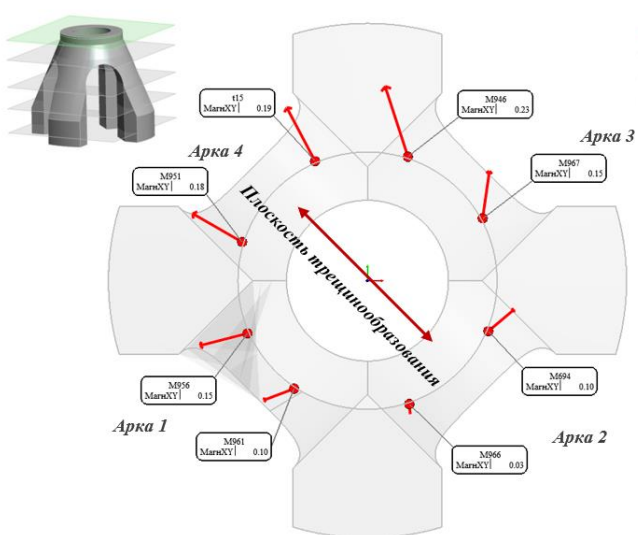 t15
МагнXY 0.19
M946
МагнXY 0.23
Арка 4
Арка 3
M951
МагнXY 0.18
M967
МагнXY 0.15
Плоскость трещинообразования
M956
МагнXY 0.15
M694
МагнXY 0.10
Арка 1
M961
МагнXY 0.10
M966
МагнXY 0.03
Арка 2